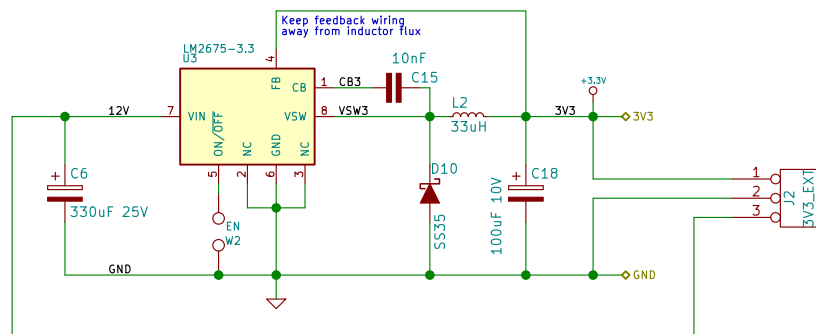 Keep feedback wiring
away from inductor flux
LM2675-3.3
U3
4
FB
10nF
C15
+3.3V
1
CB
CB3
12V
7
VIN
VSW
8
VSW3
L2
33uH
3V3
3V3
ON/OFF
NC
GND
NC
5
2
6
3
+
C6
330uF 25V
EN
W2
D10
SS35
+
C18
100uF 10V
1
2
3
J2
3V3_EXT
GND
GND